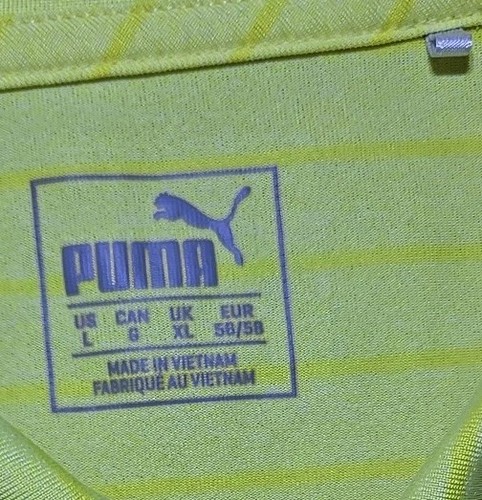 PUMA
US CAN UK EUR
L G XL 56/58
MADE IN VIETNAM
FABRIQUÉ AU VIETNAM